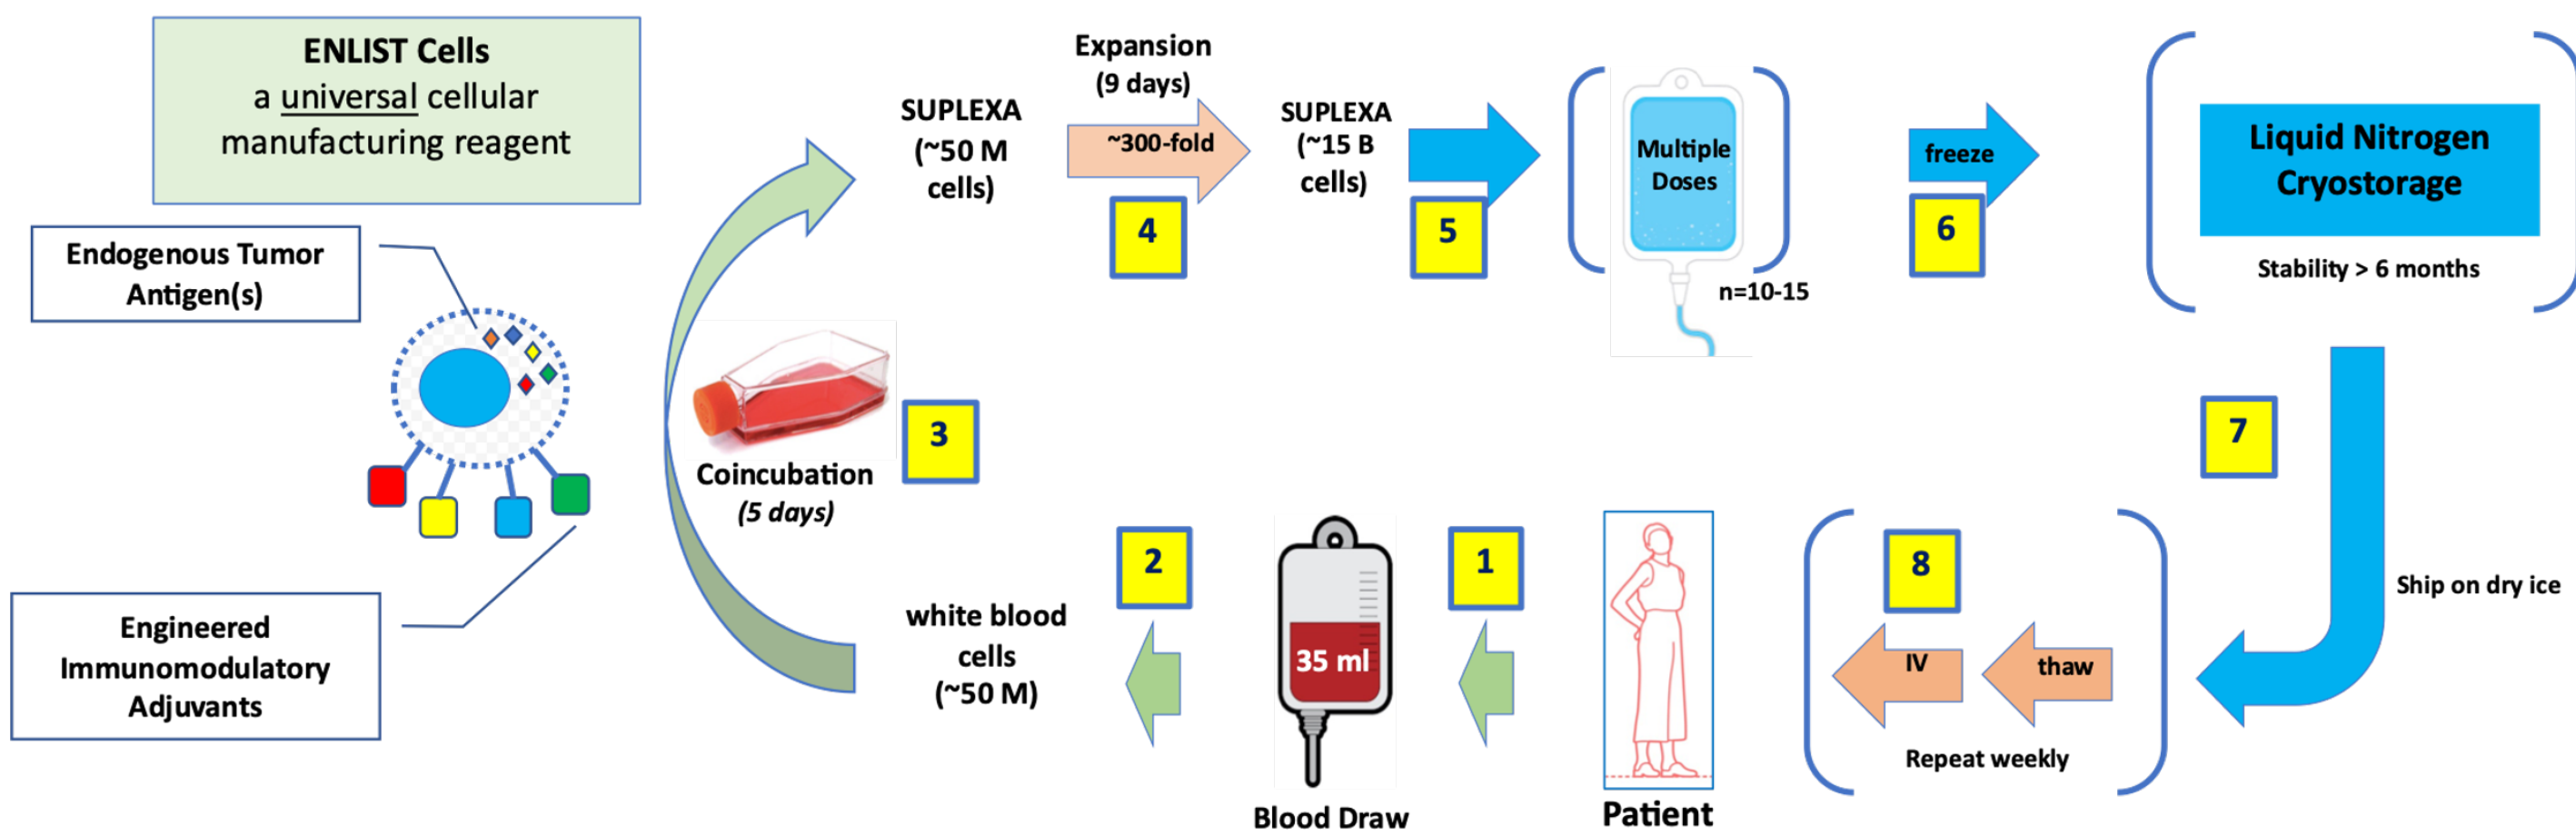 ENLIST Cells
a universal cellular
manufacturing reagent
Endogenous Tumor
Antigen(s)
Engineered
Immunomodulatory
Adjuvants
Coincubation
(5 days)
3
SUPLEXA
(~50 M
cells)
Expansion
(9 days)
~300-fold
4
SUPLEXA
(~15 B
cells)
5
Multiple
Doses
n=10-15
freeze
6
Liquid Nitrogen
Cryostorage
Stability > 6 months
7
Ship on dry ice
8
IV
thaw
Repeat weekly
Patient
1
35 ml
Blood Draw
2
white blood
cells
(~50 M)